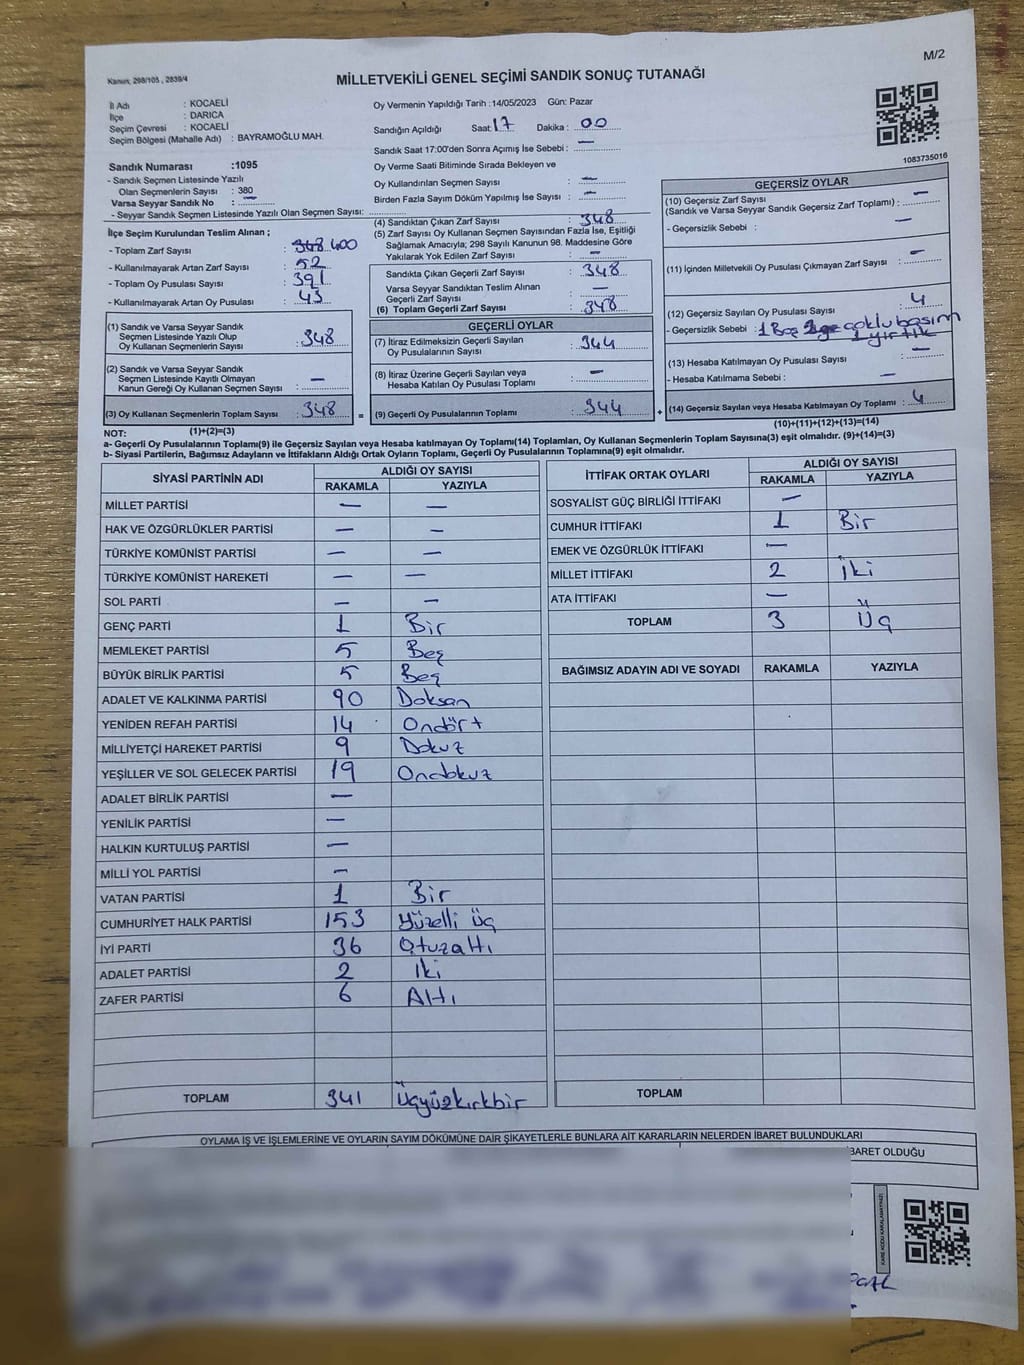 M/2
Kanun: 298/105 , 2839/4
MİLLETVEKİLİ GENEL SEÇİMİ SANDIK SONUÇ TUTANAĞI
İl Adı : KOCAELİ
İlçe : DARICA
Seçim Çevresi : KOCAELİ
Seçim Bölgesi (Mahalle Adı) : BAYRAMOĞLU MAH.
Sandık Numarası :1095
- Sandık Seçmen Listesinde Yazılı
Olan Seçmenlerin Sayısı : 380
Varsa Seyyar Sandık No : —
- Seyyar Sandık Seçmen Listesinde Yazılı Olan Seçmen Sayısı:
İlçe Seçim Kurulundan Teslim Alınan ;
- Toplam Zarf Sayısı : 400
- Kullanılmayarak Artan Zarf Sayısı : 52
- Toplam Oy Pusulası Sayısı : 391
- Kullanılmayarak Artan Oy Pusulası : 43
(1) Sandık ve Varsa Seyyar Sandık
Seçmen Listesinde Yazılı Olup
Oy Kullanan Seçmenlerin Sayısı : 348
(2) Sandık ve Varsa Seyyar Sandık
Seçmen Listesinde Kayıtlı Olmayan
Kanun Gereği Oy Kullanan Seçmen Sayısı : —
(3) Oy Kullanan Seçmenlerin Toplam Sayısı : 348
(1)+(2)=(3)
Oy Vermenin Yapıldığı Tarih :14/05/2023 Gün: Pazar
Sandığın Açıldığı Saat: 17 Dakika : 00
Sandık Saat 17:00'den Sonra Açımış İse Sebebi : —
Oy Verme Saati Bitiminde Sırada Bekleyen ve
Oy Kullandırılan Seçmen Sayısı : —
Birden Fazla Sayım Döküm Yapılmış İse Sayısı : —
(4) Sandıktan Çıkan Zarf Sayısı : 348
(5) Zarf Sayısı Oy Kullanan Seçmen Sayısından Fazla İse, Eşitliği
Sağlamak Amacıyla; 298 Sayılı Kanunun 98. Maddesine Göre
Yakılarak Yok Edilen Zarf Sayısı : —
Sandıkta Çıkan Geçerli Zarf Sayısı : 348
Varsa Seyyar Sandıktan Teslim Alınan
Geçerli Zarf Sayısı : —
(6) Toplam Geçerli Zarf Sayısı : 348
GEÇERLİ OYLAR
(7) İtiraz Edilmeksizin Geçerli Sayılan
Oy Pusulalarının Sayısı : 344
(8) İtiraz Üzerine Geçerli Sayılan veya
Hesaba Katılan Oy Pusulası Toplamı : —
= (9) Geçerli Oy Pusulalarının Toplamı : 344
1083735016
GEÇERSİZ OYLAR
(10) Geçersiz Zarf Sayısı
(Sandık ve Varsa Seyyar Sandık Geçersiz Zarf Toplamı) : —
- Geçersizlik Sebebi : —
(11) İçinden Milletvekili Oy Pusulası Çıkmayan Zarf Sayısı : —
(12) Geçersiz Sayılan Oy Pusulası Sayısı : 4
- Geçersizlik Sebebi : 1 Boş çoklu basım
1 yırtık
(13) Hesaba Katılmayan Oy Pusulası Sayısı : —
- Hesaba Katılmama Sebebi : —
+ (14) Geçersiz Sayılan veya Hesaba Katılmayan Oy Toplamı : 4
(10)+(11)+(12)+(13)=(14)
NOT:
a- Geçerli Oy Pusulalarının Toplamı(9) ile Geçersiz Sayılan veya Hesaba katılmayan Oy Toplamı(14) Toplamları, Oy Kullanan Seçmenlerin Toplam Sayısına(3) eşit olmalıdır. (9)+(14)=(3)
b- Siyasi Partilerin, Bağımsız Adayların ve İttifakların Aldığı Ortak Oyların Toplamı, Geçerli Oy Pusulalarının Toplamına(9) eşit olmalıdır.
SİYASİ PARTİNİN ADI ALDIĞI OY SAYISI
RAKAMLA YAZIYLA
MİLLET PARTİSİ — —
HAK VE ÖZGÜRLÜKLER PARTİSİ — —
TÜRKİYE KOMÜNİST PARTİSİ — —
TÜRKİYE KOMÜNİST HAREKETİ — —
SOL PARTİ — —
GENÇ PARTİ 1 Bir
MEMLEKET PARTİSİ 5 Beş
BÜYÜK BİRLİK PARTİSİ 5 Beş
ADALET VE KALKINMA PARTİSİ 90 Doksan
YENİDEN REFAH PARTİSİ 14 Ondört
MİLLİYETÇİ HAREKET PARTİSİ 9 Dokuz
YEŞİLLER VE SOL GELECEK PARTİSİ 19 Ondokuz
ADALET BİRLİK PARTİSİ —
YENİLİK PARTİSİ —
HALKIN KURTULUŞ PARTİSİ —
MİLLİ YOL PARTİSİ —
VATAN PARTİSİ 1 Bir
CUMHURİYET HALK PARTİSİ 153 Yüzelli üç
İYİ PARTİ 36 Otuzaltı
ADALET PARTİSİ 2 İki
ZAFER PARTİSİ 6 Altı
TOPLAM 341 Üçyüzkırkbir
İTTİFAK ORTAK OYLARI ALDIĞI OY SAYISI
RAKAMLA YAZIYLA
SOSYALİST GÜÇ BİRLİĞİ İTTİFAKI —
CUMHUR İTTİFAKI 1 Bir
EMEK VE ÖZGÜRLÜK İTTİFAKI —
MİLLET İTTİFAKI 2 İki
ATA İTTİFAKI —
TOPLAM 3 Üç
BAĞIMSIZ ADAYIN ADI VE SOYADI RAKAMLA YAZIYLA
TOPLAM
OYLAMA İŞ VE İŞLEMLERİNE VE OYLARIN SAYIM DÖKÜMÜNE DAİR ŞİKAYETLERLE BUNLARA AİT KARARLARIN NELERDEN İBARET BULUNDUKLARI
İBARET OLDUĞU